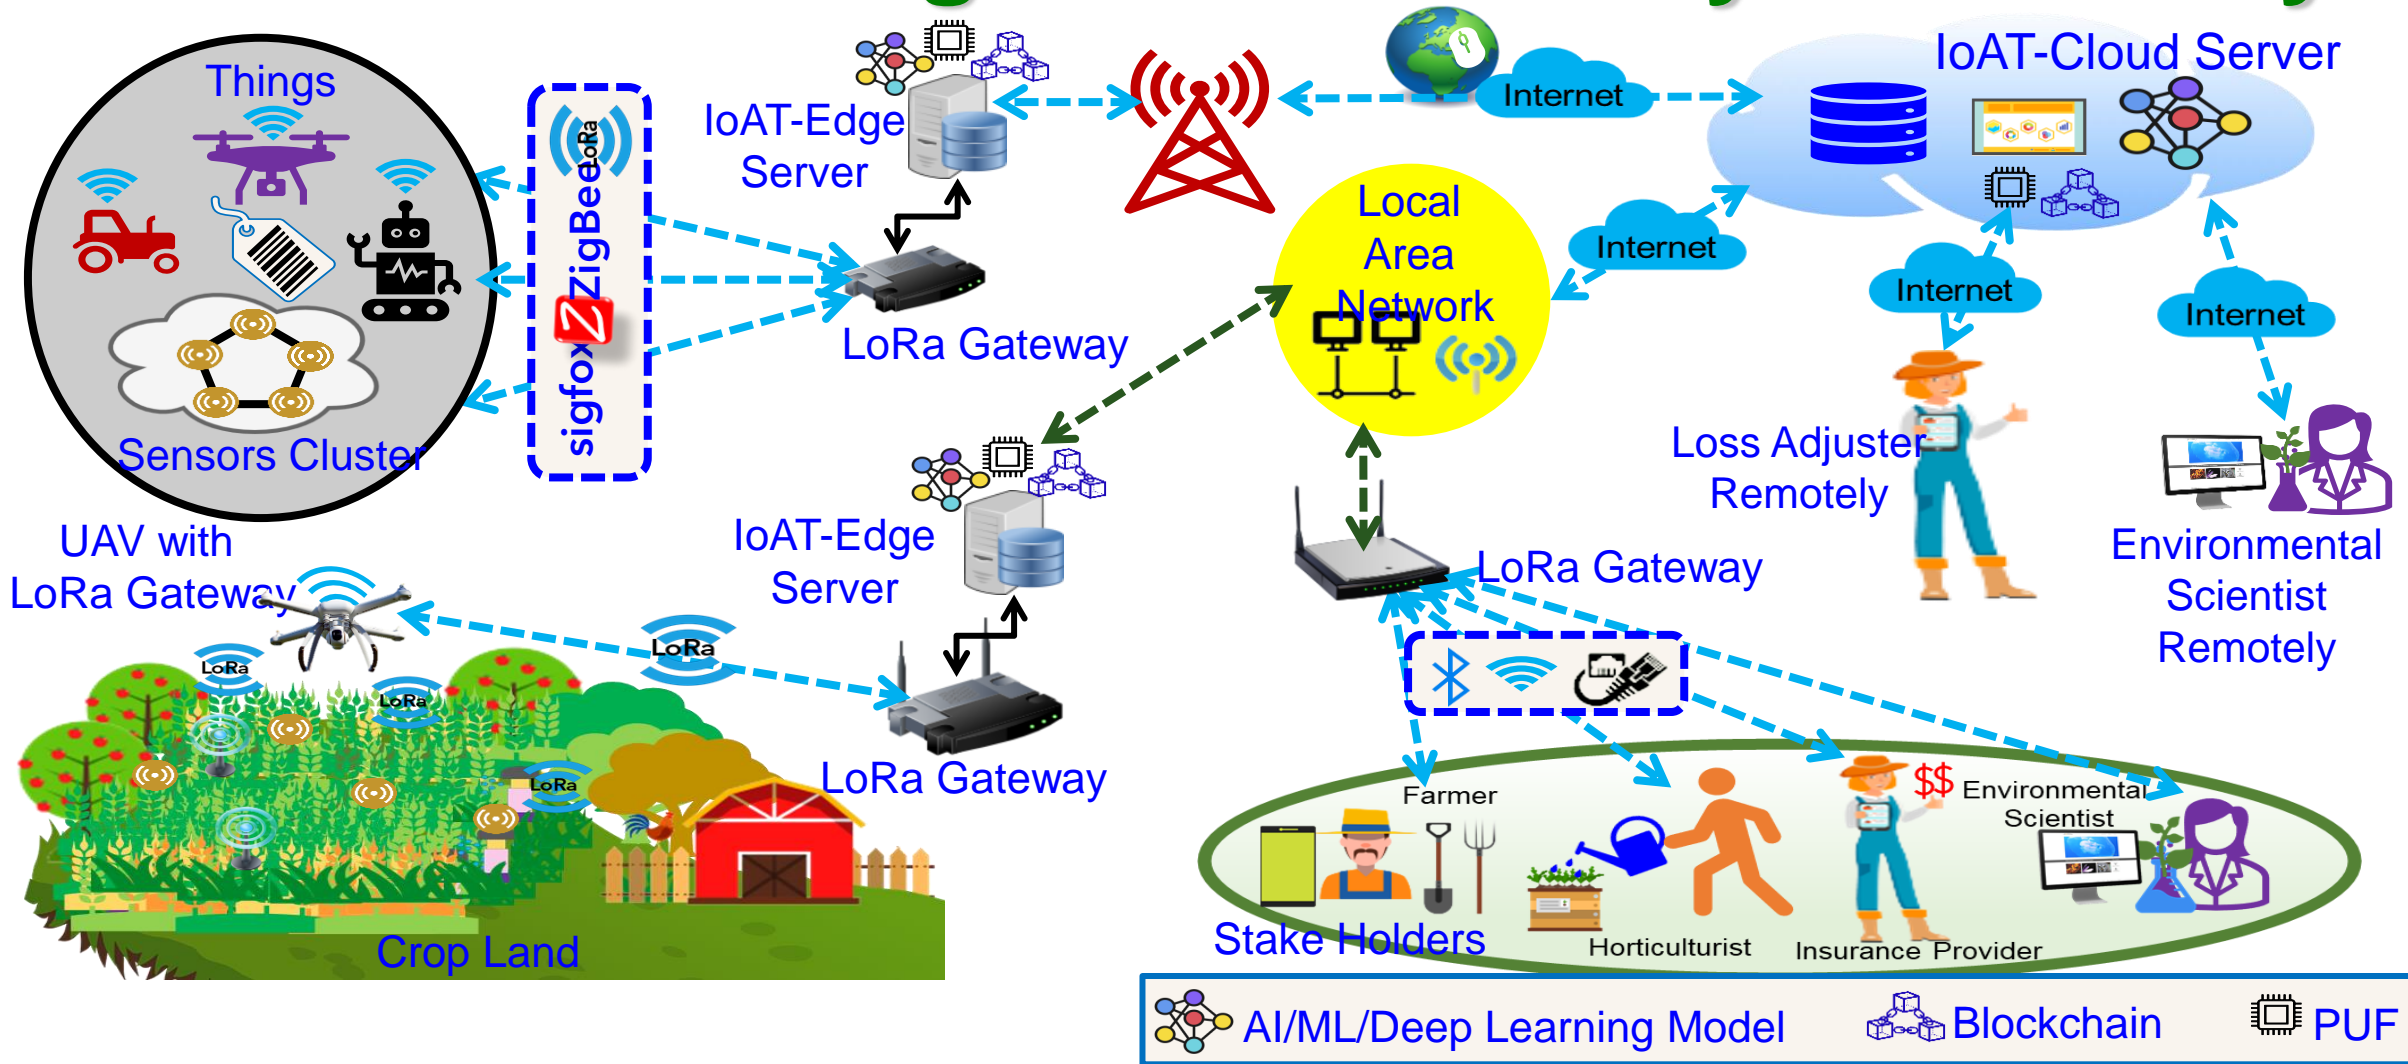 Things
Sensors Cluster
sigfox ZigBee LoRa
IoAT-Edge
Server
LoRa Gateway
Internet
IoAT-Cloud Server
Local
Area
Network
Internet
Internet
Internet
Loss Adjuster
Remotely
Environmental
Scientist
Remotely
UAV with
LoRa Gateway
LoRa
LoRa
LoRa
LoRa
IoAT-Edge
Server
LoRa Gateway
LoRa Gateway
Crop Land
Farmer
$$
Environmental
Scientist
Stake Holders
Horticulturist
Insurance Provider
AI/ML/Deep Learning Model
Blockchain
PUF